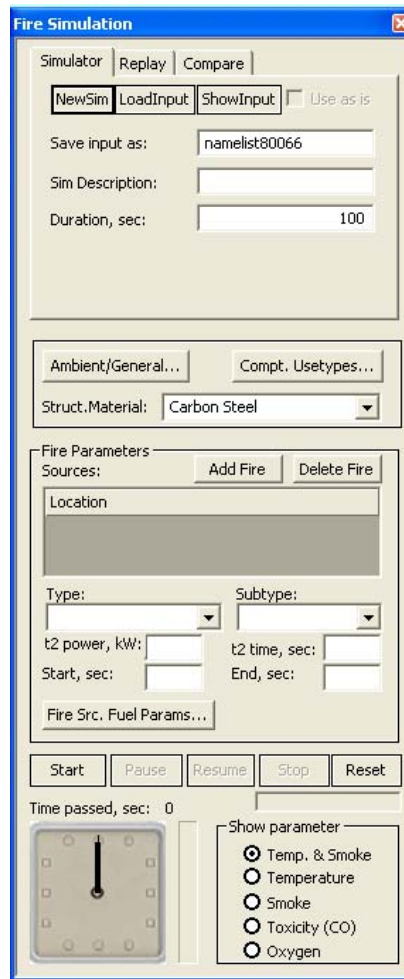 Fire Simulation
Simulator Replay Compare
NewSim LoadInput ShowInput Use as is
Save input as: namelist80066
Sim Description:
Duration, sec: 100
Ambient/General... Compt. Usetypes...
Struct.Material: Carbon Steel
Fire Parameters
Sources: Add Fire Delete Fire
Location
Type: Subtype:
t2 power, kW: t2 time, sec:
Start, sec: End, sec:
Fire Src. Fuel Params...
Start Pause Resume Stop Reset
Time passed, sec: 0
Show parameter
Temp. & Smoke
Temperature
Smoke
Toxicity (CO)
Oxygen